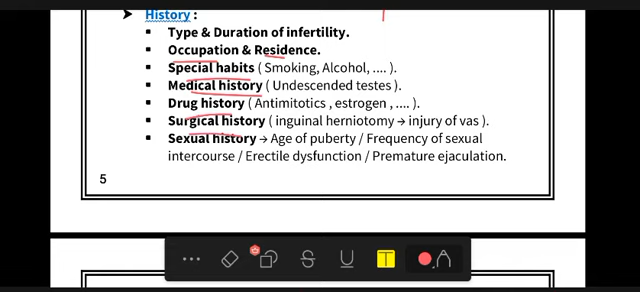 ➤ History :
▪ Type & Duration of infertility.
▪ Occupation & Residence.
▪ Special habits ( Smoking, Alcohol, .... ).
▪ Medical history ( Undescended testes ).
▪ Drug history ( Antimitotics , estrogen , .... ).
▪ Surgical history ( inguinal herniotomy → injury of vas ).
▪ Sexual history → Age of puberty / Frequency of sexual
intercourse / Erectile dysfunction / Premature ejaculation.
5